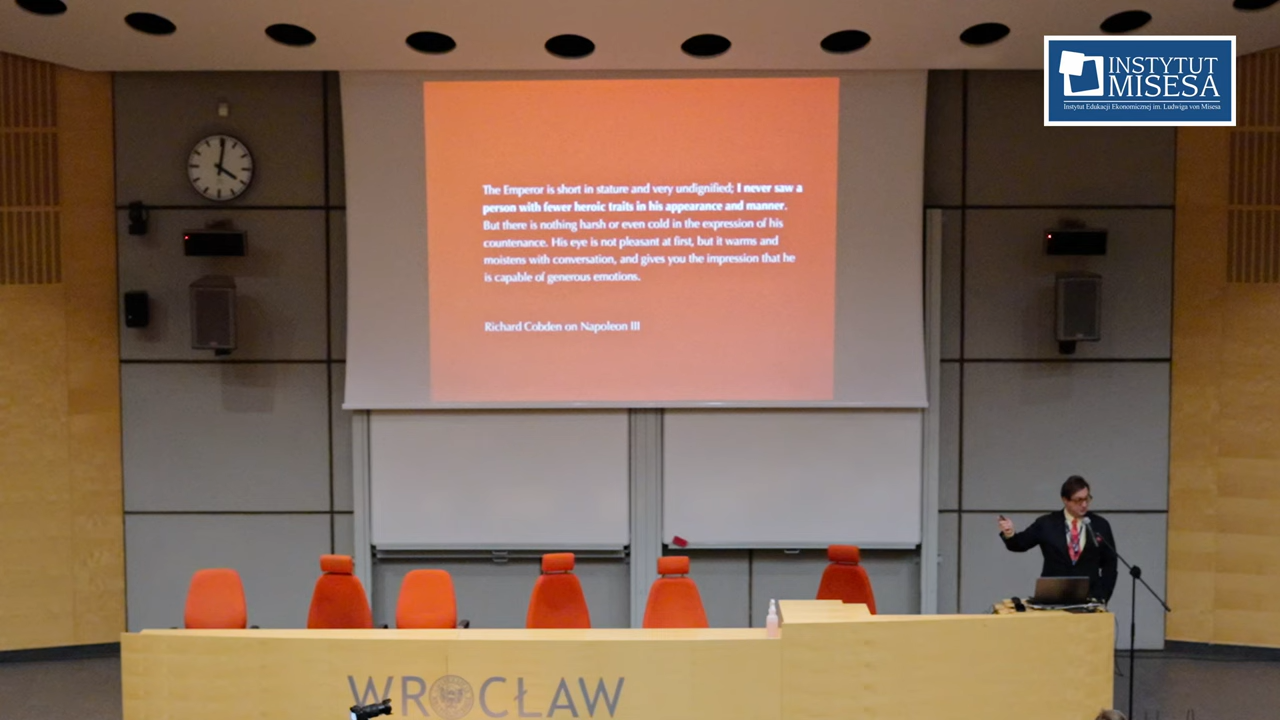 INSTYTUT
MISESA
Instytut Edukacji Ekonomicznej im. Ludwiga von Misesa
The Emperor is short in stature and very undignified; I never saw a
person with fewer heroic traits in his appearance and manner.
But there is nothing harsh or even cold in the expression of his
countenance. His eye is not pleasant at first, but it warms and
moistens with conversation, and gives you the impression that he
is capable of generous emotions.
Richard Cobden on Napoleon III
WROCŁAW